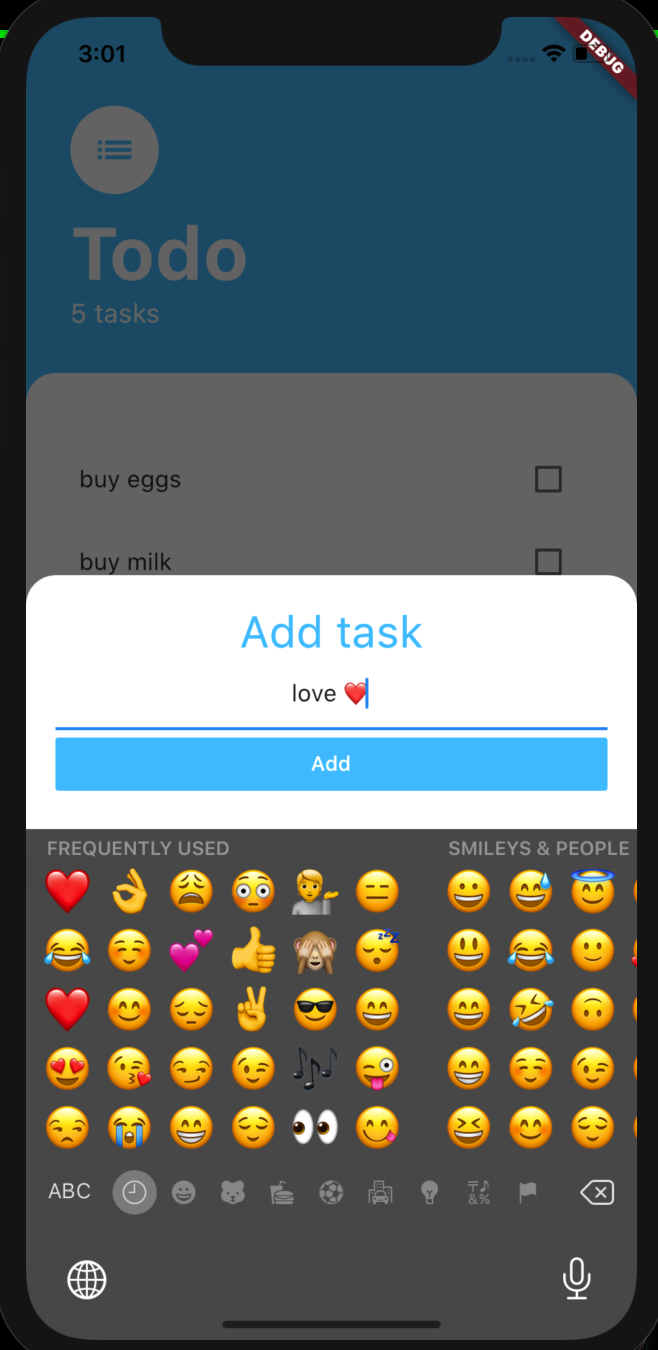 3:01
DEBUG
Todo
5 tasks
buy eggs
buy milk
Add task
love ❤️
Add
FREQUENTLY USED
SMILEYS & PEOPLE
ABC